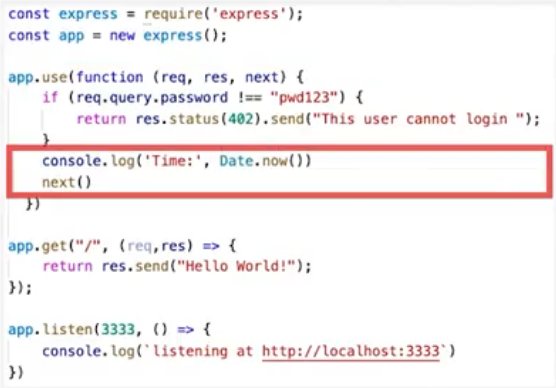 const express = require('express');
const app = new express();
app.use(function (req, res, next) {
if (req.query.password !== "pwd123") {
return res.status(402).send("This user cannot login ");
}
console.log('Time:', Date.now())
next()
})
app.get("/", (req,res) => {
return res.send("Hello World!");
});
app.listen(3333, () => {
console.log(`listening at http://localhost:3333`)
})